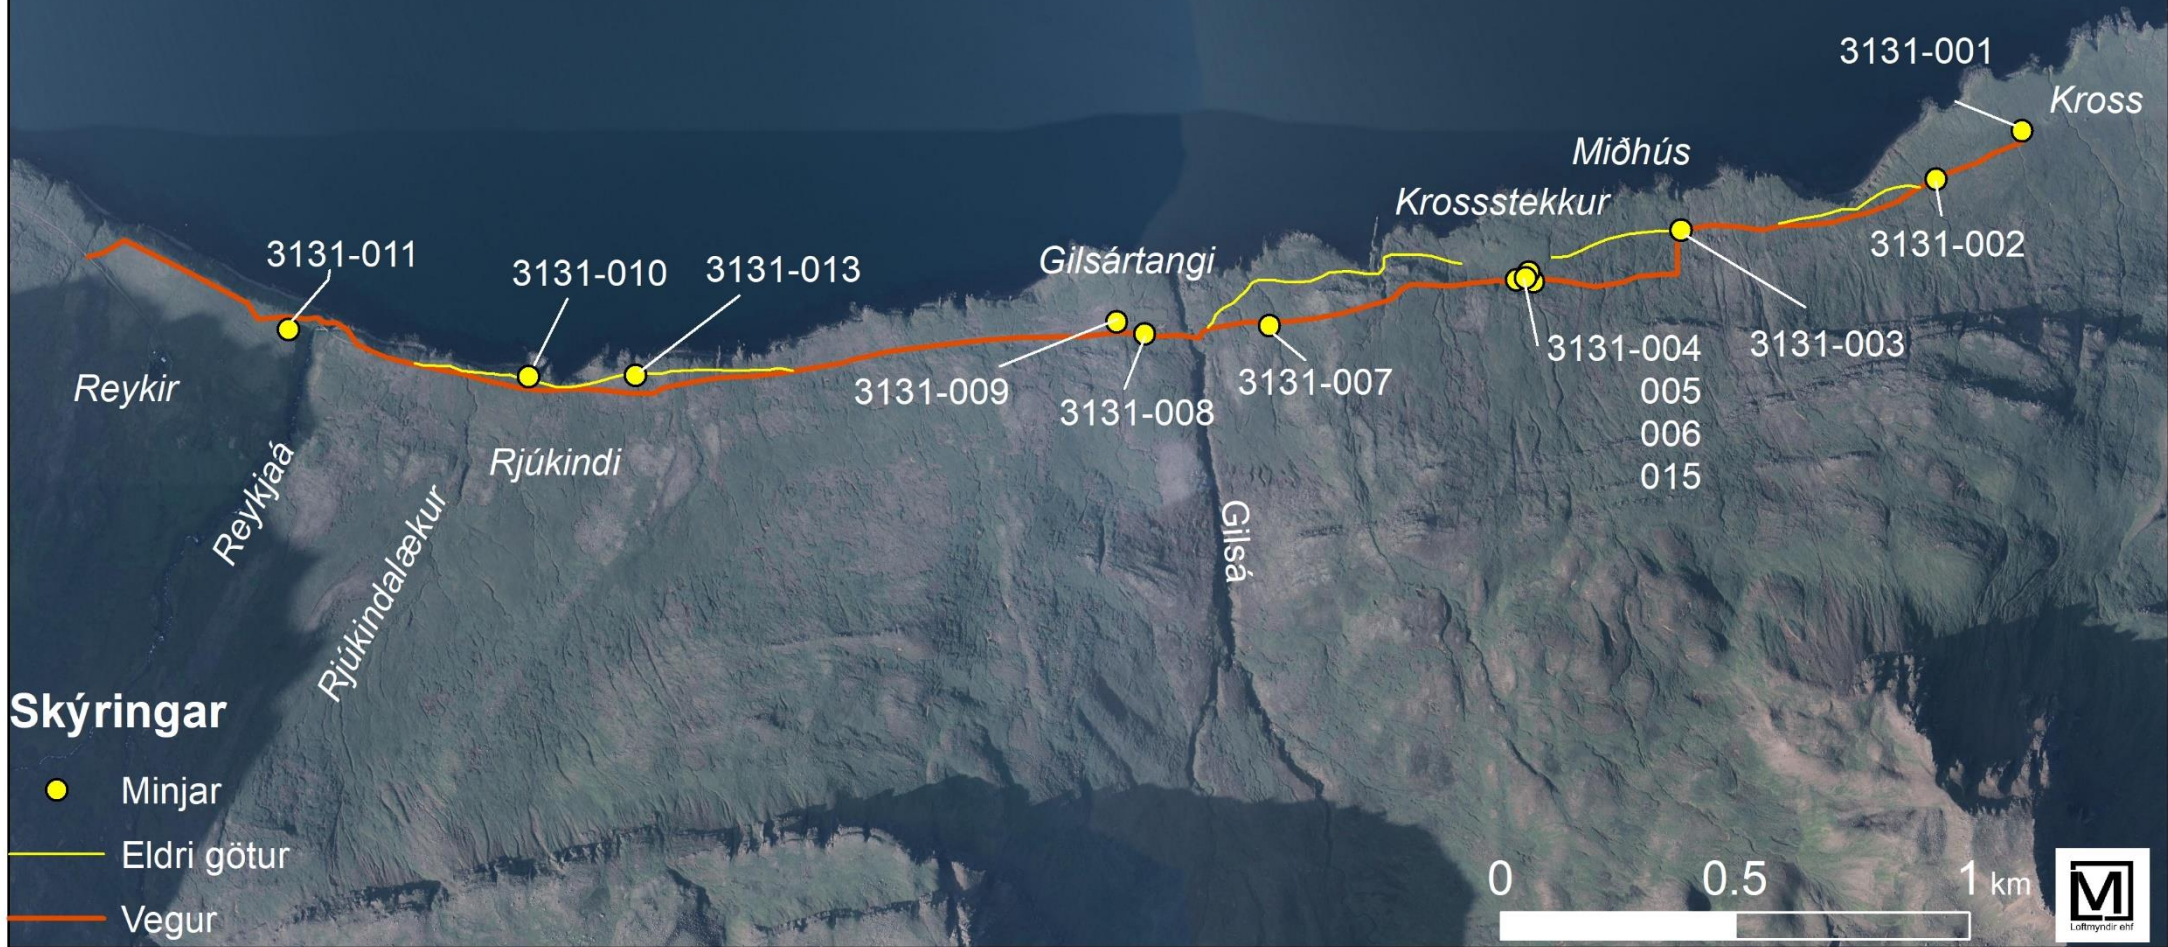 3131-001
Kross
Miðhús
Krossstekkur
3131-002
3131-011
3131-010
3131-013
Gilsártangi
3131-009
3131-008
3131-007
3131-004
005
006
015
3131-003
Reykir
Reykjaá
Rjúkindalækur
Rjúkindi
Gilsá
Skýringar
Minjar
Eldri götur
Vegur
0 0.5 1 km
M
Loftmyndir ehf